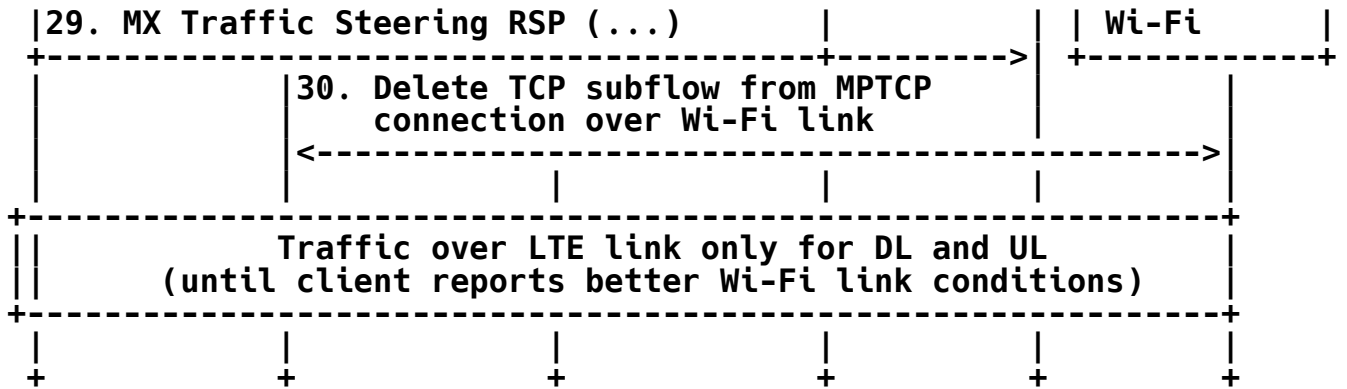 29. MX Traffic Steering RSP (...)
Wi-Fi
30. Delete TCP subflow from MPTCP
connection over Wi-Fi link
Traffic over LTE link only for DL and UL
(until client reports better Wi-Fi link conditions)